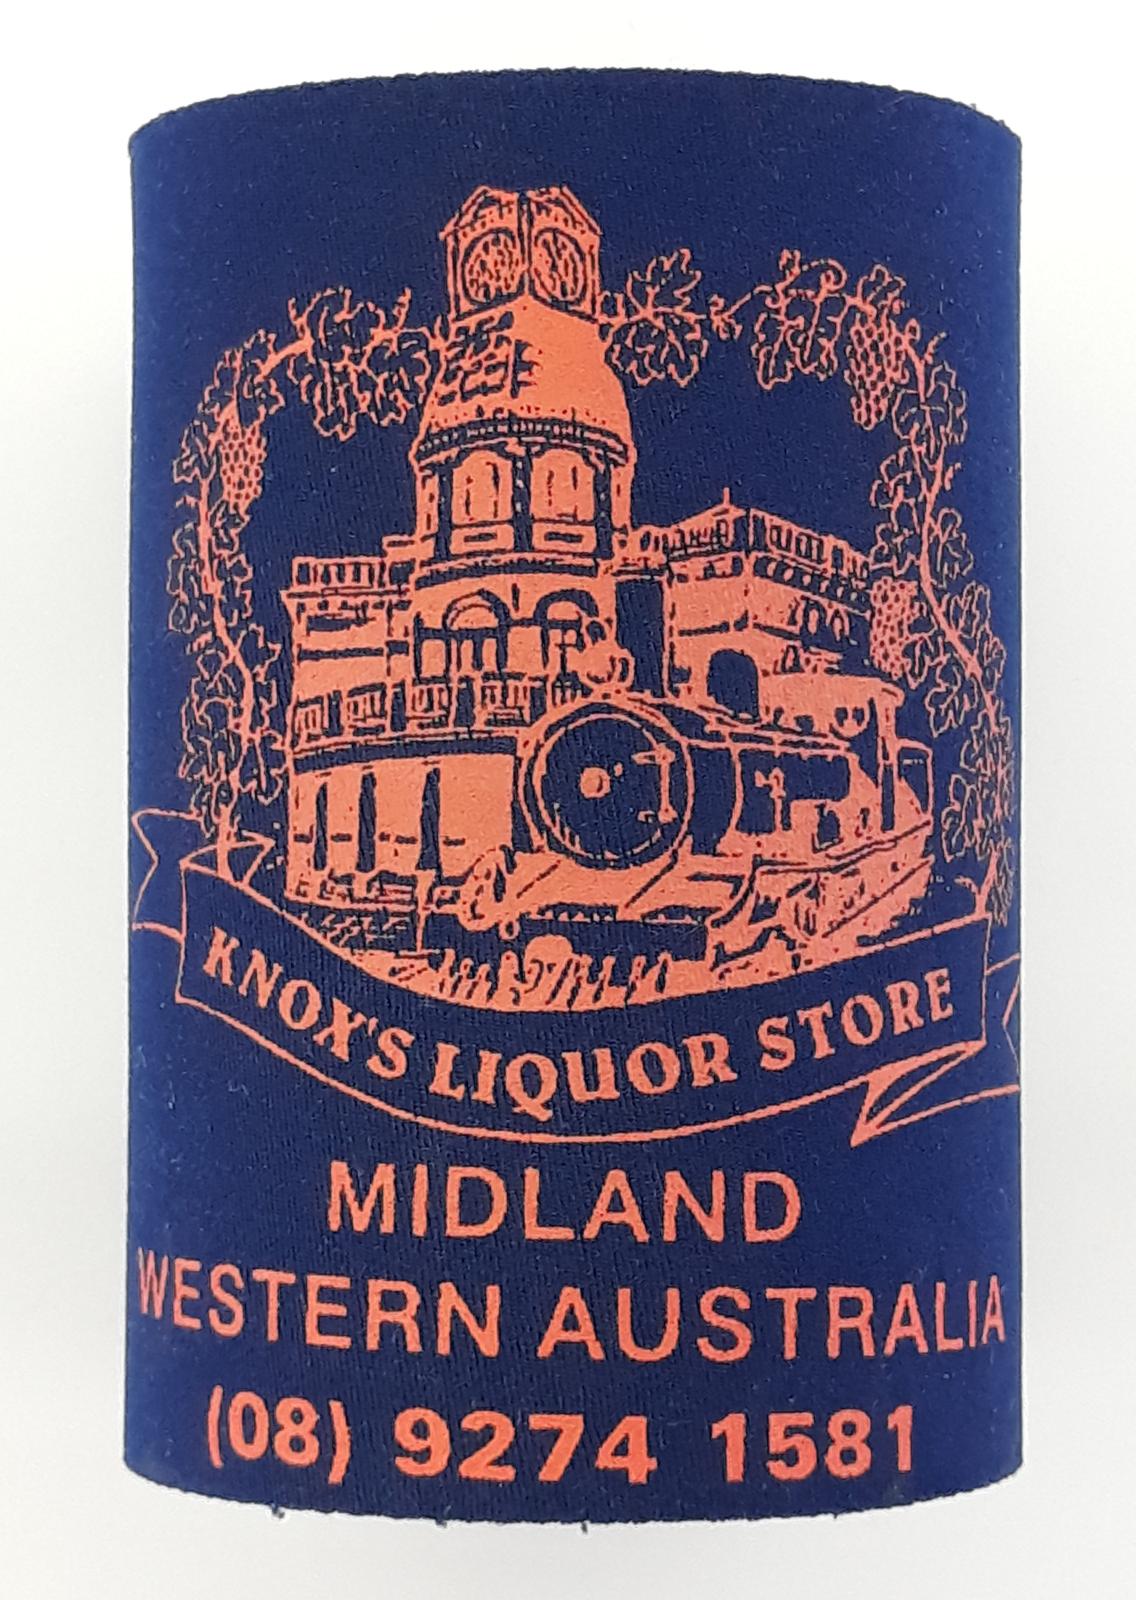 KNOX'S LIQUOR STORE
MIDLAND
WESTERN AUSTRALIA
(08) 9274 1581